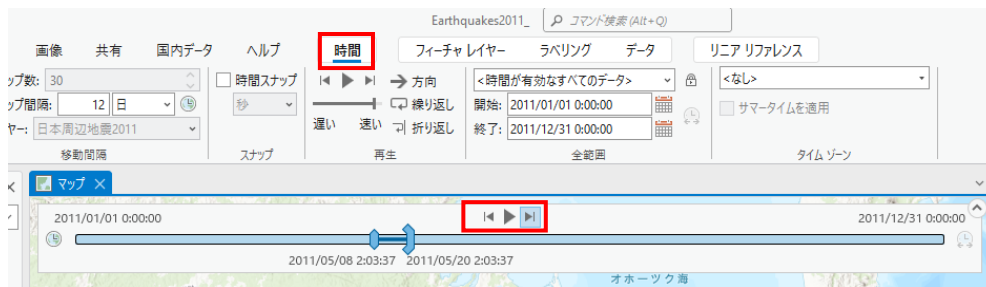 Earthquakes2011_ コマンド検索 (Alt+Q)
画像 共有 国内データ ヘルプ 時間 フィーチャ レイヤー ラベリング データ リニア リファレンス
ップ数: 30 時間スナップ 方向 <時間が有効なすべてのデータ> <なし>
ップ間隔: 12 日 秒 繰り返し 開始: 2011/01/01 0:00:00 サマータイムを適用
ヤー: 日本周辺地震2011 遅い 速い 折り返し 終了: 2011/12/31 0:00:00
移動間隔 スナップ 再生 全範囲 タイム ゾーン
マップ
2011/01/01 0:00:00 2011/12/31 0:00:00
2011/05/08 2:03:37 2011/05/20 2:03:37
オホーツク海